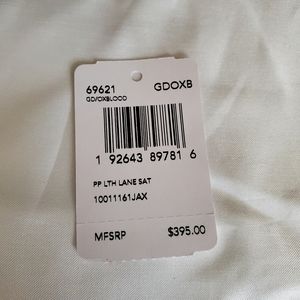 69621 GDOXB
GD/OXBLOOD
1 92643 89781 6
PP LTH LANE SAT
10011161JAX
MFSRP $395.00